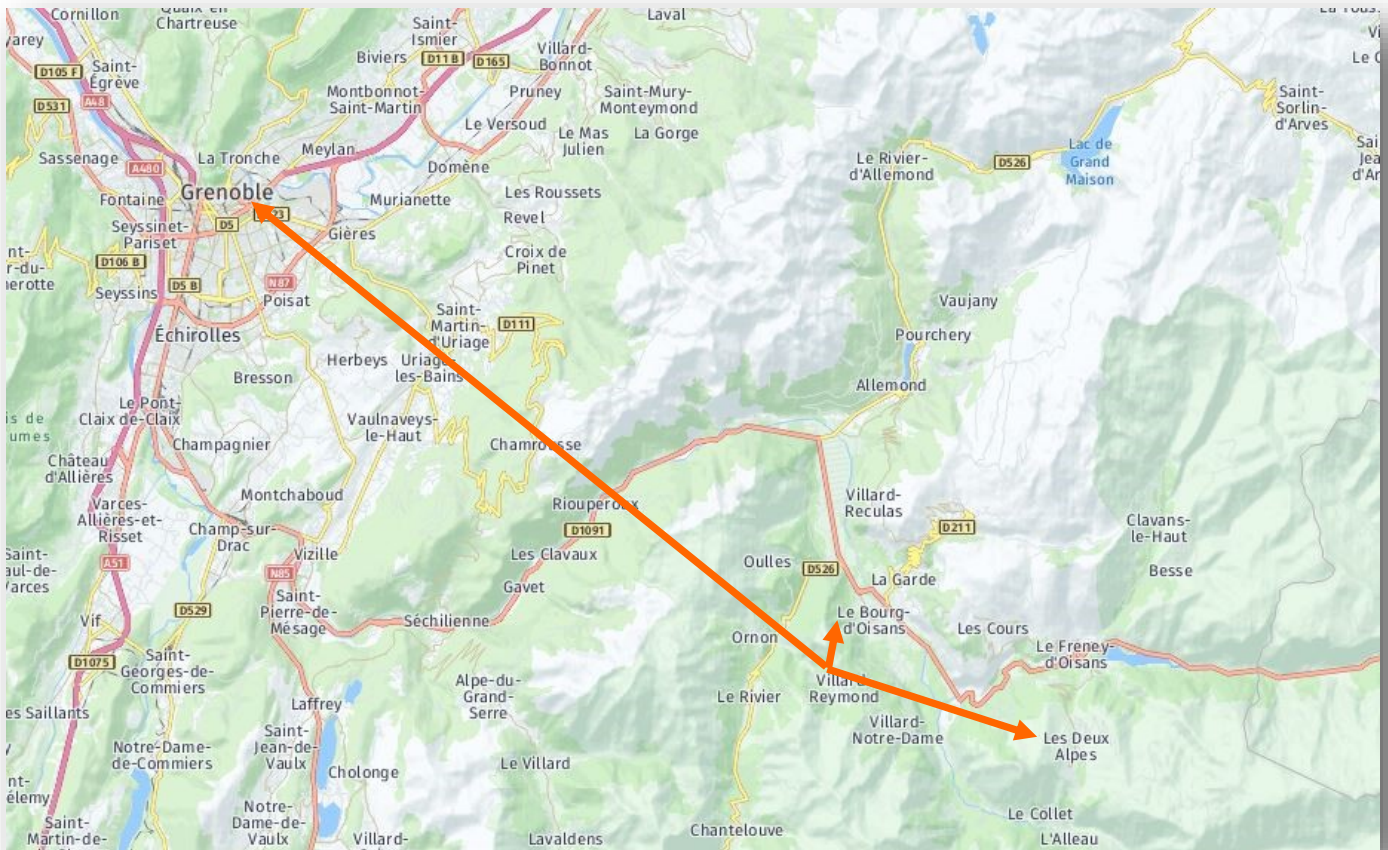 Cornillon
Chartreuse
Saint-
Ismier
Laval
Biviers
D11 B
D165
Villard-
Bonnot
D105 F
Saint-
Égrève
A48
D531
Montbonnot-
Saint-Martin
Pruney
Saint-Mury-
Monteymond
Saint-
Sorlin-
d'Arves
Le Versoud
Le Mas
Julien
La Gorge
Sassenage
La Tronche
Meylan
A480
Domène
Le Rivier-
d'Allemond
D526
Lac de
Grand
Maison
Grenoble
Fontaine
Murianette
Les Roussets
Revel
D5
Seyssinet-
Pariset
Gières
Croix de
Pinet
D106 B
Seyssins
D5 B
N87
Poisat
Vaujany
Saint-
Martin-
d'Uriage
D111
Échirolles
Pourchery
Herbeys
Uriage-
les-Bains
Bresson
Allemond
Le Pont-
Claix-de-Claix
Vaulnaveys-
le-Haut
Champagnier
Chamrousse
Château
d'Allières
Montchaboud
Varces-
Allières-et-
Risset
Champ-sur-
Drac
Rioupéroux
Villard-
Reculas
D211
Clavans-
le-Haut
D1091
Vizille
Les Clavaux
Oulles
D526
Besse
A51
N85
Gavet
La Garde
Saint-
Pierre-de-
Mésage
D529
Vif
Séchilienne
Le Bourg-
d'Oisans
Ornon
Les Cours
Le Freney-
d'Oisans
D1075
Saint-
Georges-de-
Commiers
Alpe-du-
Grand-
Serre
Le Rivier
Villard-
Reymond
Laffrey
es Saillants
Villard-
Notre-Dame
Les Deux
Alpes
Saint-
Jean-de-
Vaulx
Notre-Dame-
de-Commiers
Cholonge
Le Villard
Notre-
Dame-de-
Vaulx
Le Collet
Saint-
Martin-de-
Villard-
Lavaldens
Chantelouve
L'Alleau